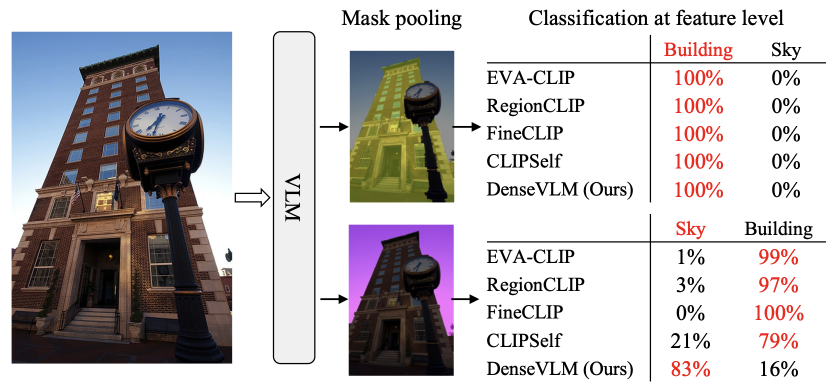 Mask pooling
Classification at feature level
VLM
Building Sky
EVA-CLIP 100% 0%
RegionCLIP 100% 0%
FineCLIP 100% 0%
CLIPSelf 100% 0%
DenseVLM (Ours) 100% 0%
Sky Building
EVA-CLIP 1% 99%
RegionCLIP 3% 97%
FineCLIP 0% 100%
CLIPSelf 21% 79%
DenseVLM (Ours) 83% 16%